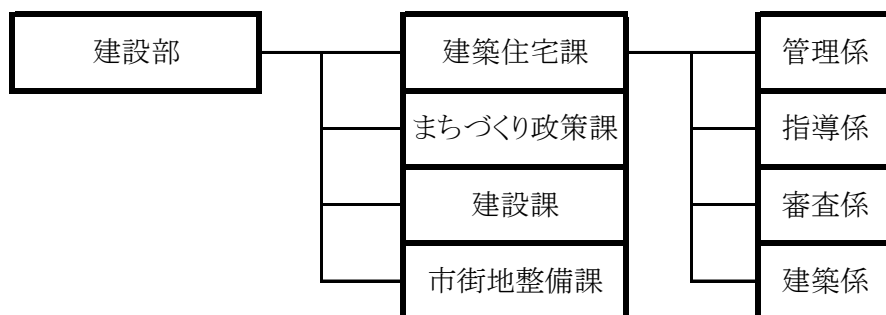 建設部
建築住宅課
まちづくり政策課
建設課
市街地整備課
管理係
指導係
審査係
建築係